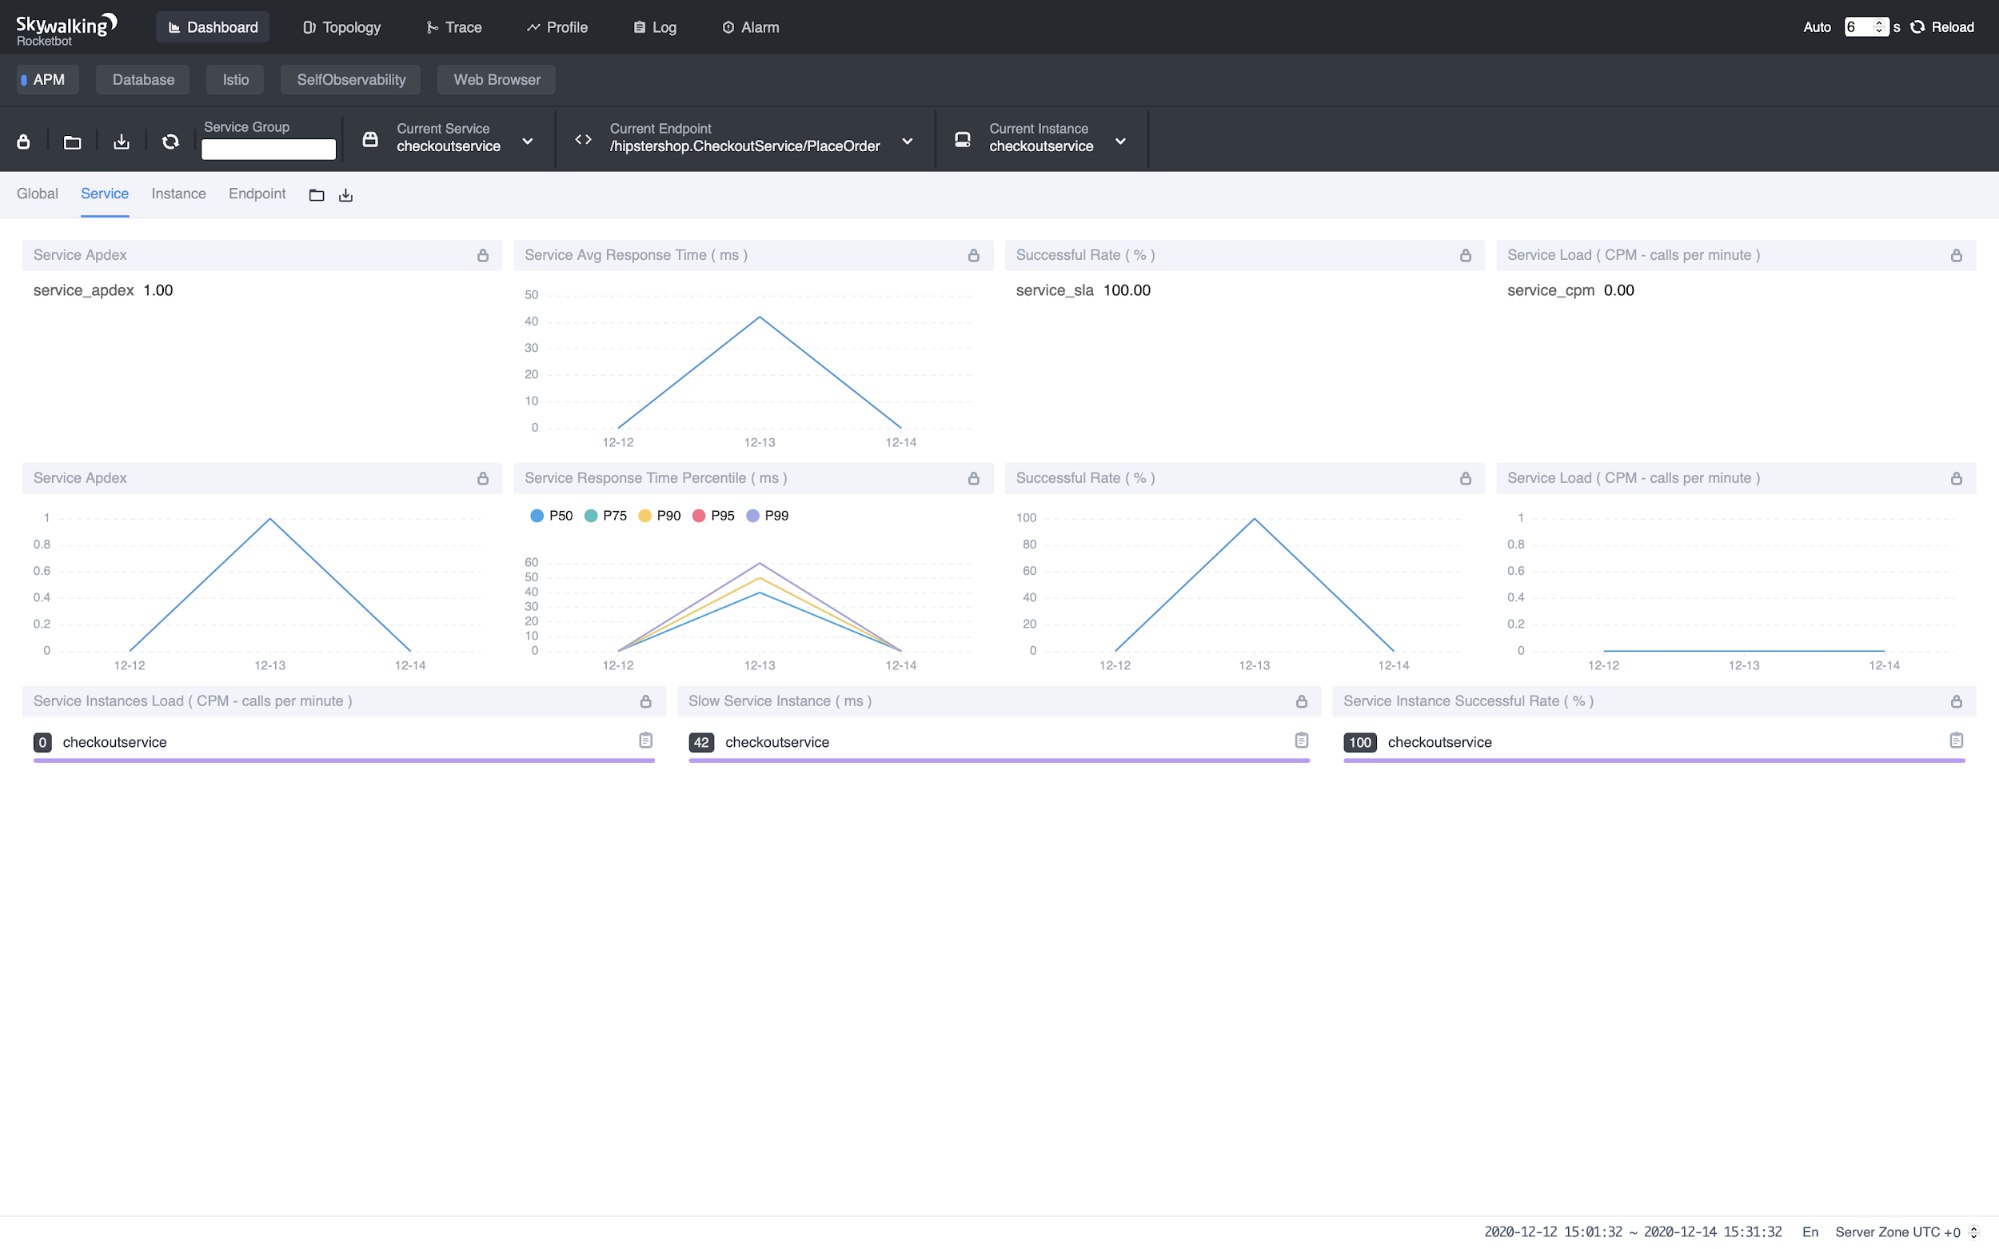 Skywalking
Rocketbot
Dashboard
Topology
Trace
Profile
Log
Alarm
Auto 6 s Reload
APM
Database
Istio
SelfObservability
Web Browser
Service Group
Current Service
checkoutservice
Current Endpoint
/hipstershop.CheckoutService/PlaceOrder
Current Instance
checkoutservice
Global
Service
Instance
Endpoint
Service Apdex
service_apdex 1.00
Service Avg Response Time ( ms )
50
40
30
20
10
0
12-12 12-13 12-14
Successful Rate ( % )
service_sla 100.00
Service Load ( CPM - calls per minute )
service_cpm 0.00
Service Apdex
1
0.8
0.6
0.4
0.2
0
12-12 12-13 12-14
Service Response Time Percentile ( ms )
P50 P75 P90 P95 P99
60
50
40
30
20
10
0
12-12 12-13 12-14
Successful Rate ( % )
100
80
60
40
20
0
12-12 12-13 12-14
Service Load ( CPM - calls per minute )
1
0.8
0.6
0.4
0.2
0
12-12 12-13 12-14
Service Instances Load ( CPM - calls per minute )
0 checkoutservice
Slow Service Instance ( ms )
42 checkoutservice
Service Instance Successful Rate ( % )
100 checkoutservice
2020-12-12 15:01:32 ~ 2020-12-14 15:31:32 En Server Zone UTC +0